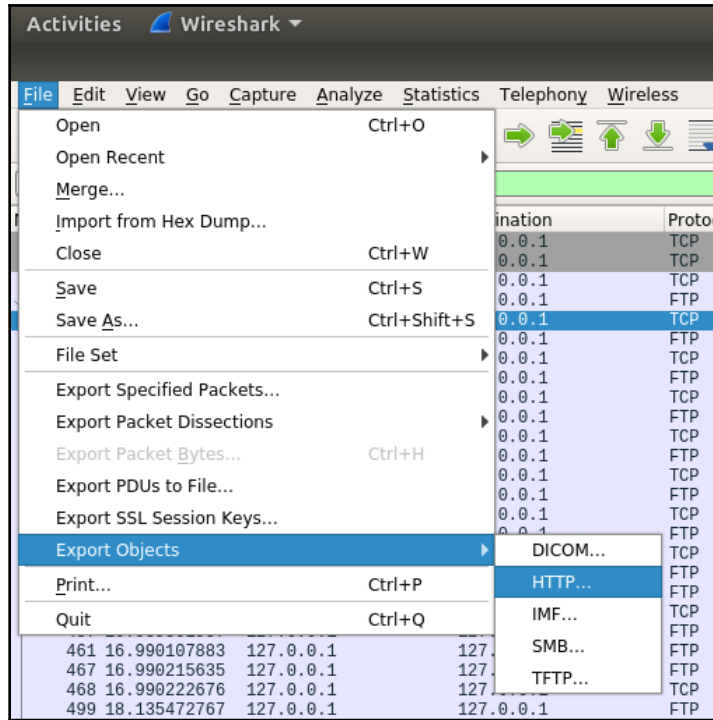 Activities Wireshark
File Edit View Go Capture Analyze Statistics Telephony Wireless
Open Ctrl+O
Open Recent
Merge...
Import from Hex Dump...
Close Ctrl+W
Save Ctrl+S
Save As... Ctrl+Shift+S
File Set
Export Specified Packets...
Export Packet Dissections
Export Packet Bytes... Ctrl+H
Export PDUs to File...
Export SSL Session Keys...
Export Objects
Print... Ctrl+P
Quit Ctrl+Q
DICOM...
HTTP...
IMF...
SMB...
TFTP...
ination Proto
0.0.1 TCP
0.0.1 TCP
0.0.1 TCP
0.0.1 FTP
0.0.1 TCP
0.0.1 FTP
0.0.1 TCP
0.0.1 FTP
0.0.1 TCP
0.0.1 FTP
0.0.1 TCP
0.0.1 FTP
0.0.1 TCP
0.0.1 FTP
0.0.1 TCP
FTP
TCP
FTP
FTP
TCP
FTP
461 16.990107883 127.0.0.1 127. FTP
467 16.990215635 127.0.0.1 127. FTP
468 16.990222676 127.0.0.1 127 TCP
499 18.135472767 127.0.0.1 127.0.0.1 FTP